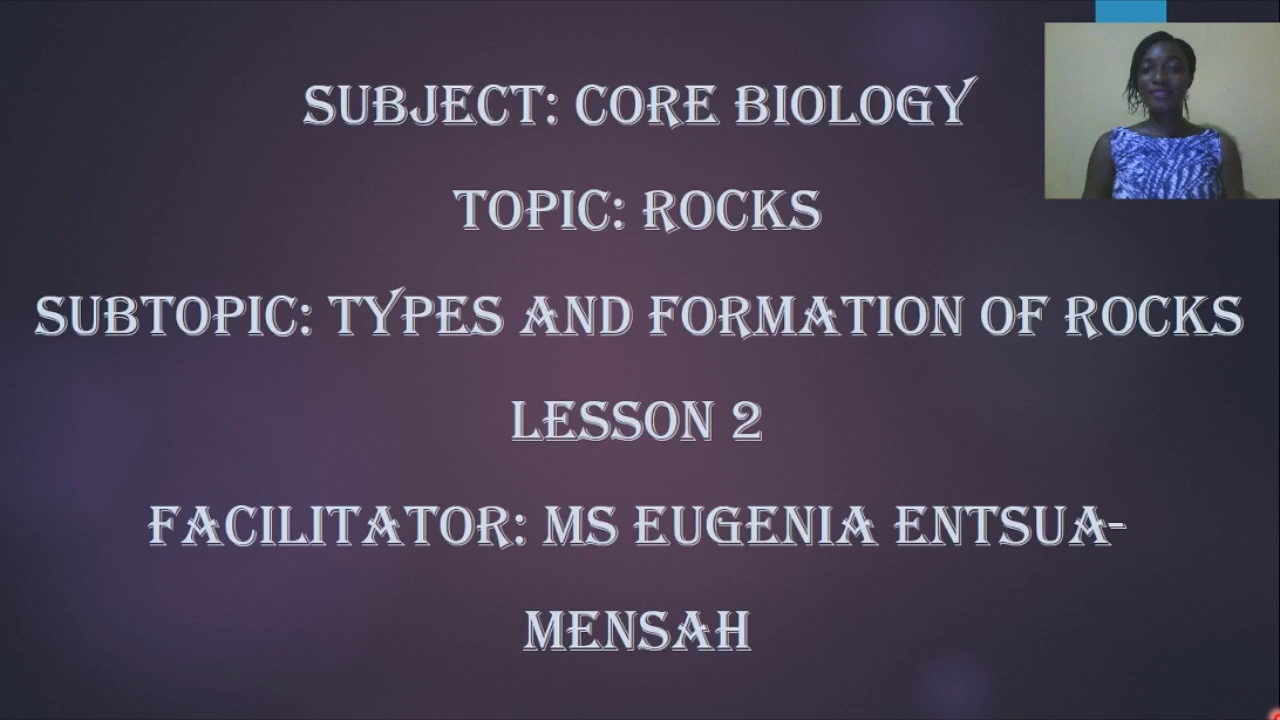 SUBJECT: CORE BIOLOGY
TOPIC: ROCKS
SUBTOPIC: TYPES AND FORMATION OF ROCKS
LESSON 2
FACILITATOR: MS EUGENIA ENTSUA-
MENSAH